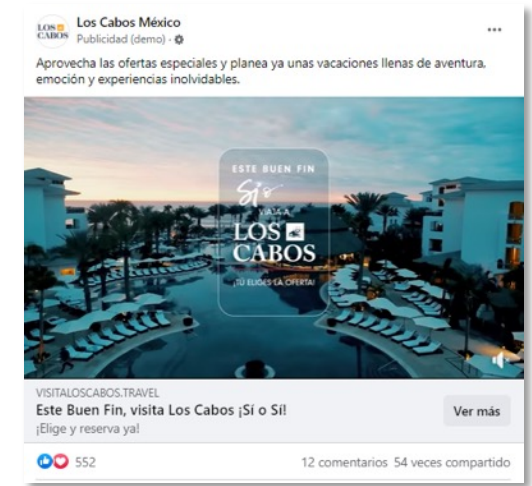 LOS
CABOS
Los Cabos México
Publicidad (demo) ·
Aprovecha las ofertas especiales y planea ya unas vacaciones llenas de aventura,
emoción y experiencias inolvidables.
ESTE BUEN FIN
Sí o
VIAJA A
LOS
CABOS
¡TÚ ELIGES LA OFERTA!
VISITALOSCABOS.TRAVEL
Este Buen Fin, visita Los Cabos ¡Sí o Sí!
¡Elige y reserva ya!
Ver más
552
12 comentarios 54 veces compartido